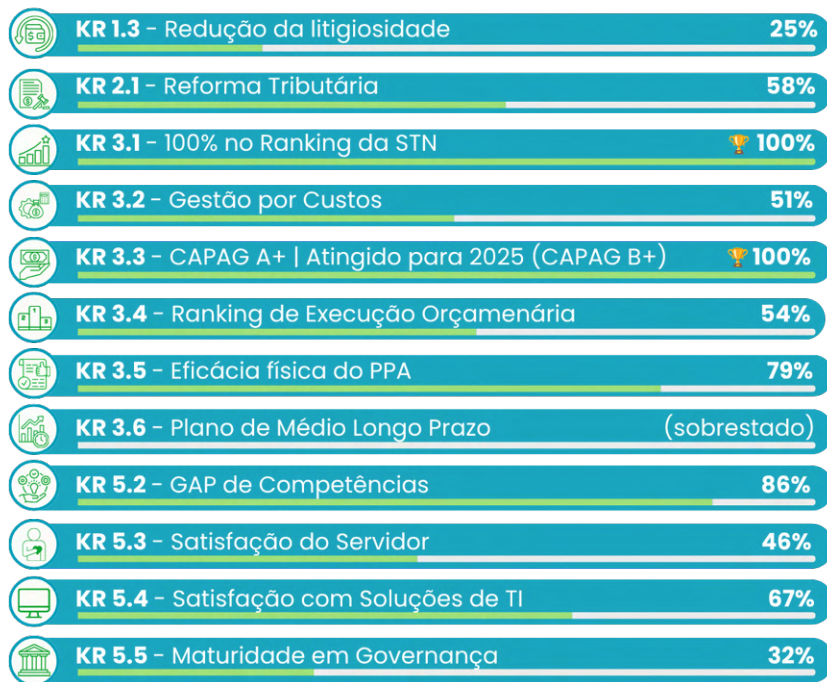 KR 1.3 - Redução da litigiosidade 25%
KR 2.1 - Reforma Tributária 58%
KR 3.1 - 100% no Ranking da STN 🏆 100%
KR 3.2 - Gestão por Custos 51%
KR 3.3 - CAPAG A+ | Atingido para 2025 (CAPAG B+) 🏆 100%
KR 3.4 - Ranking de Execução Orçamenária 54%
KR 3.5 - Eficácia física do PPA 79%
KR 3.6 - Plano de Médio Longo Prazo (sobrestado)
KR 5.2 - GAP de Competências 86%
KR 5.3 - Satisfação do Servidor 46%
KR 5.4 - Satisfação com Soluções de TI 67%
KR 5.5 - Maturidade em Governança 32%